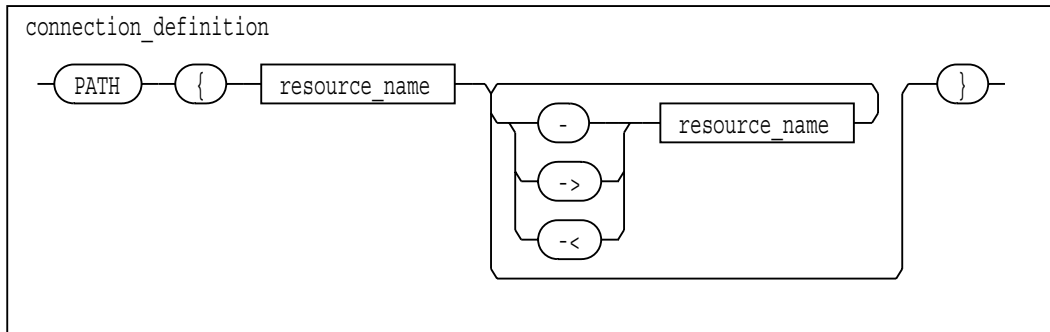 connection_definition
PATH { resource_name }
- resource_name
->
-<